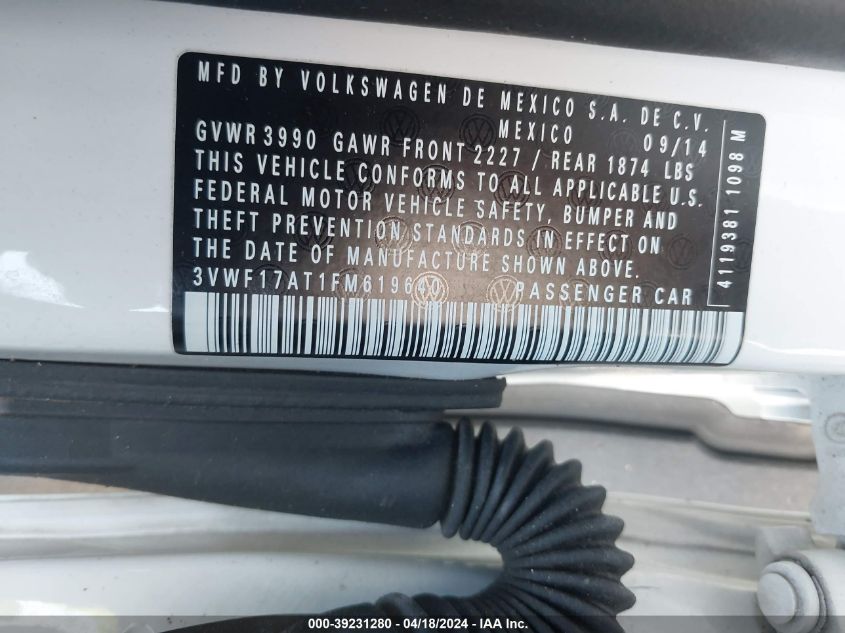 MFD BY VOLKSWAGEN DE MEXICO S.A. DE C.V.
MEXICO 09/14
GVWR 3990 GAWR FRONT 2227 / REAR 1874 LBS
THIS VEHICLE CONFORMS TO ALL APPLICABLE U.S.
FEDERAL MOTOR VEHICLE SAFETY, BUMPER AND
THEFT PREVENTION STANDARDS IN EFFECT ON
THE DATE OF MANUFACTURE SHOWN ABOVE.
3VWF17AT1FM619640 PASSENGER CAR
4119381 1098 M
000-39231280 - 04/18/2024 - IAA Inc.